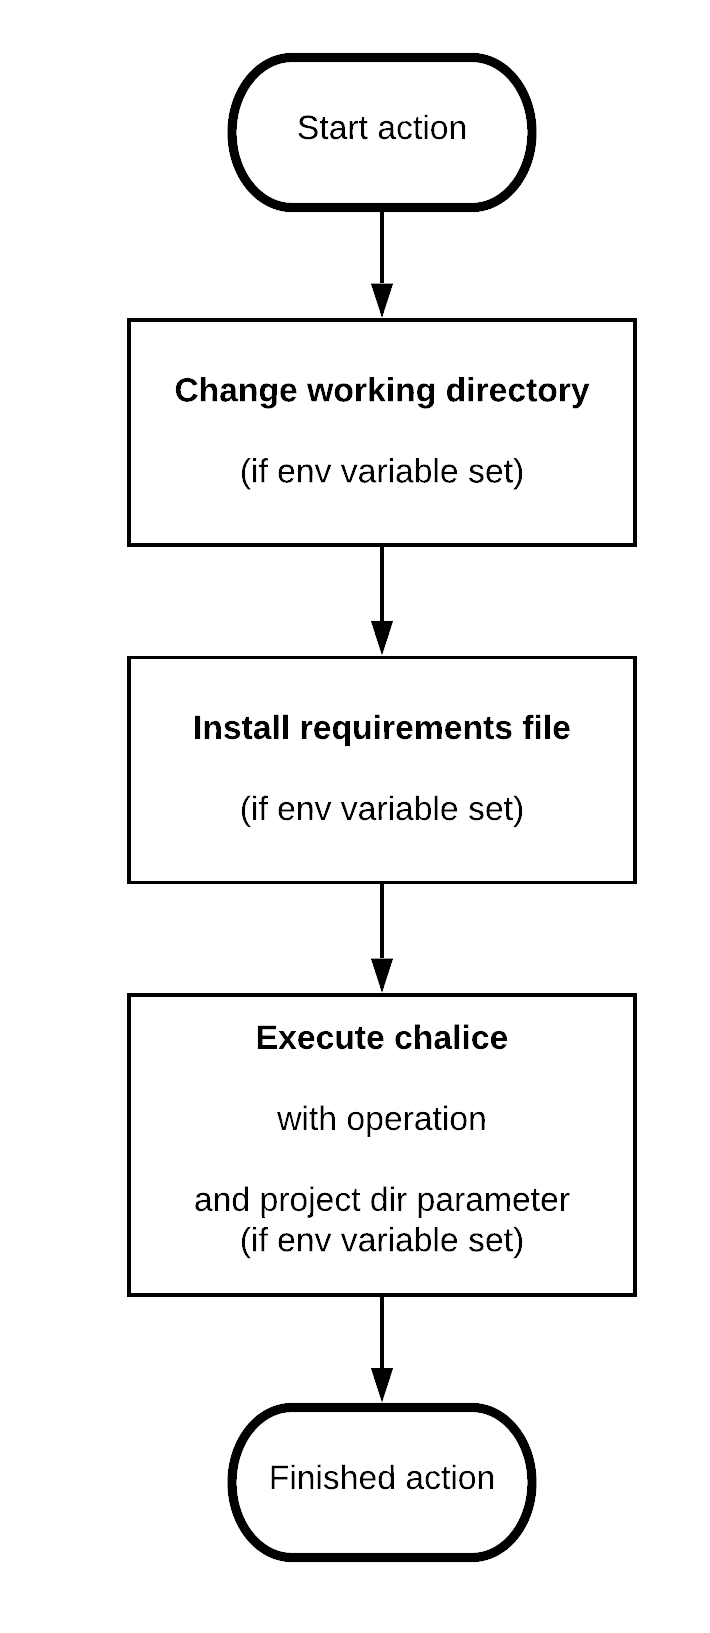 Start action
Change working directory
(if env variable set)
Install requirements file
(if env variable set)
Execute chalice
with operation
and project dir parameter
(if env variable set)
Finished action